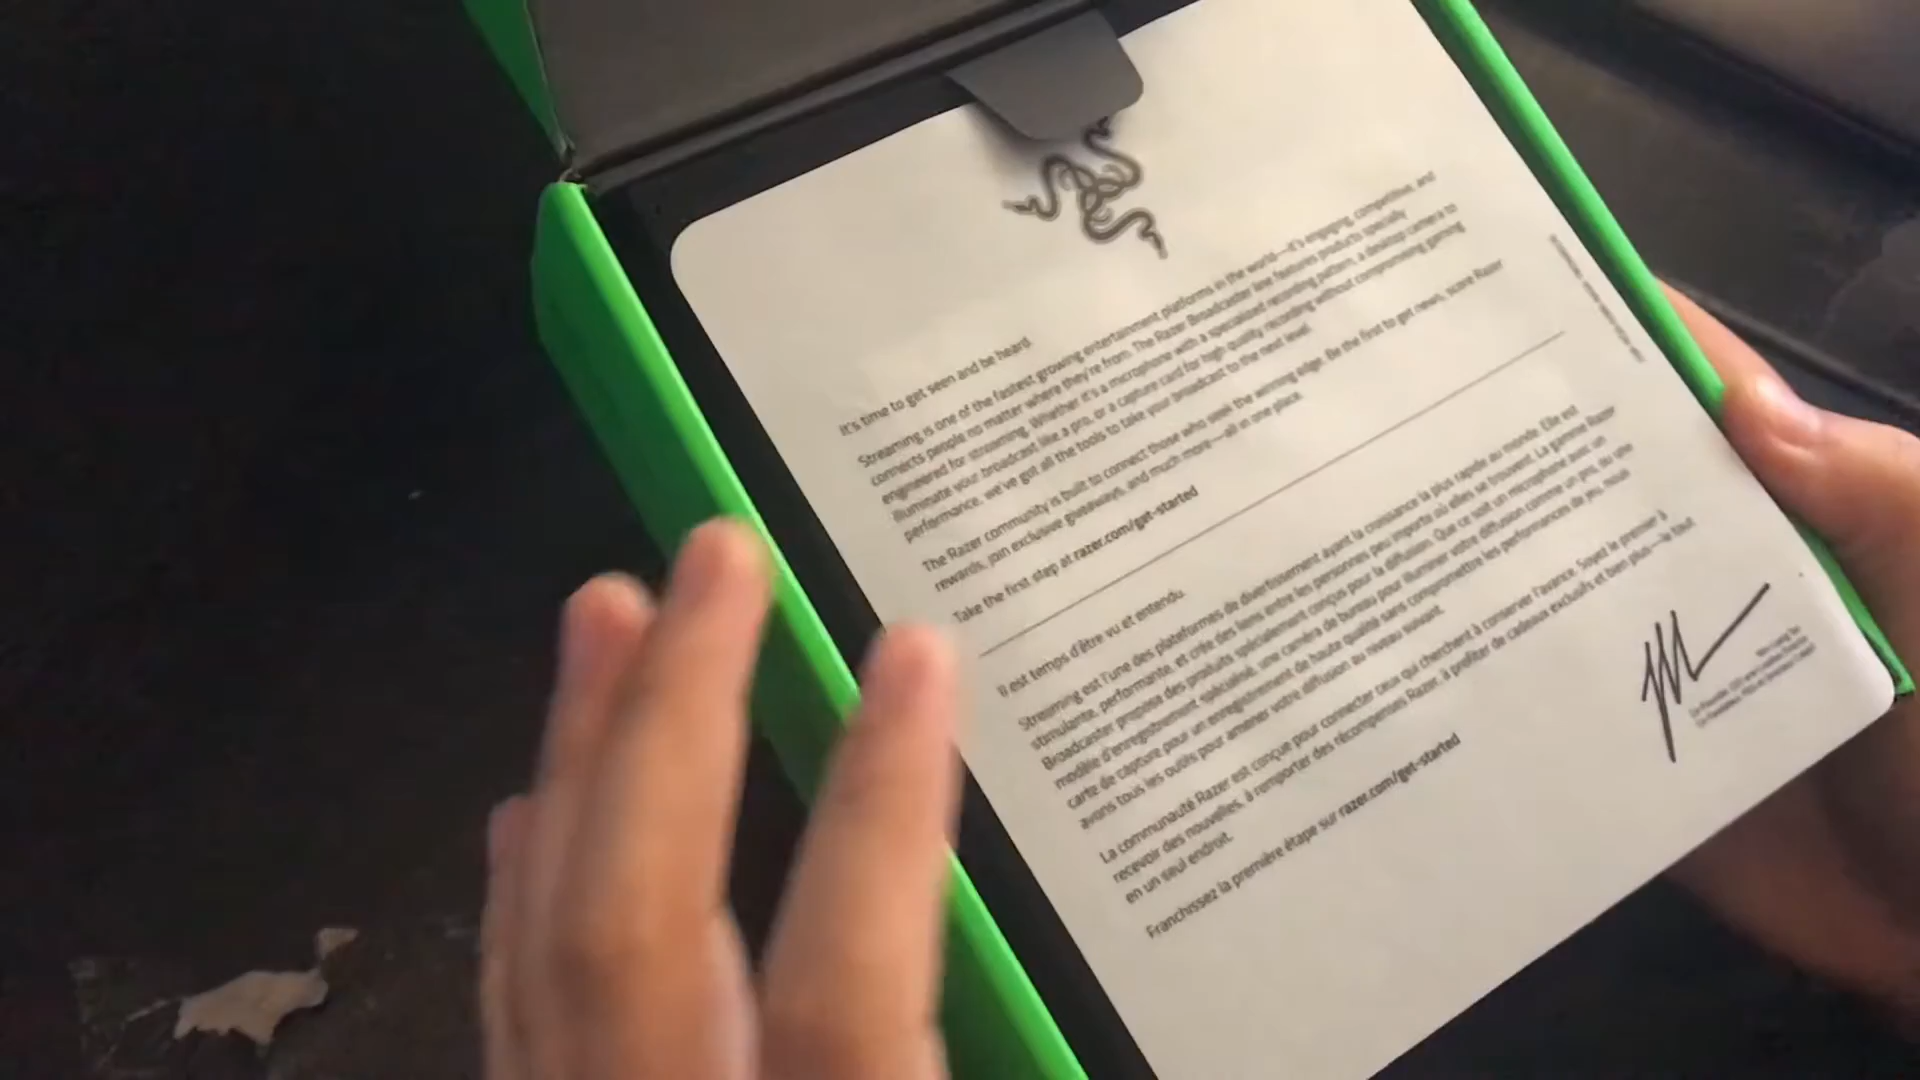 It's time to get seen and be heard.
Streaming is one of the fastest growing entertainment platforms in the world—it's engaging, competitive, and
connects people no matter where they're from. The Razer Broadcaster line features products specially
engineered for streaming. Whether it's a microphone with a specialised recording pattern, a desktop camera to
illuminate your broadcast like a pro, or a capture card for high quality recording without compromising gaming
performance, we've got all the tools to take your broadcast to the next level.
The Razer community is built to connect those who seek the winning edge. Be the first to get news, score Razer
rewards, join exclusive giveaways, and much more—all in one place.
Take the first step at razer.com/get-started
Il est temps d'être vu et entendu.
Streaming est l'une des plateformes de divertissement ayant la croissance la plus rapide au monde. Elle est
stimulante, performante, et crée des liens entre les personnes peu importe où elles se trouvent. La gamme Razer
Broadcaster propose des produits spécialement conçus pour la diffusion. Que ce soit un microphone avec un
modèle d'enregistrement spécialisé, une caméra de bureau pour illuminer votre diffusion comme un pro, ou une
carte de capture pour un enregistrement de haute qualité sans compromettre les performances de jeu, nous
avons tous les outils pour amener votre diffusion au niveau suivant.
La communauté Razer est conçue pour connecter ceux qui cherchent à conserver l'avance. Soyez le premier à
recevoir des nouvelles, à remporter des récompenses Razer, à profiter de cadeaux exclusifs et bien plus—le tout
en un seul endroit.
Franchissez la première étape sur razer.com/get-started